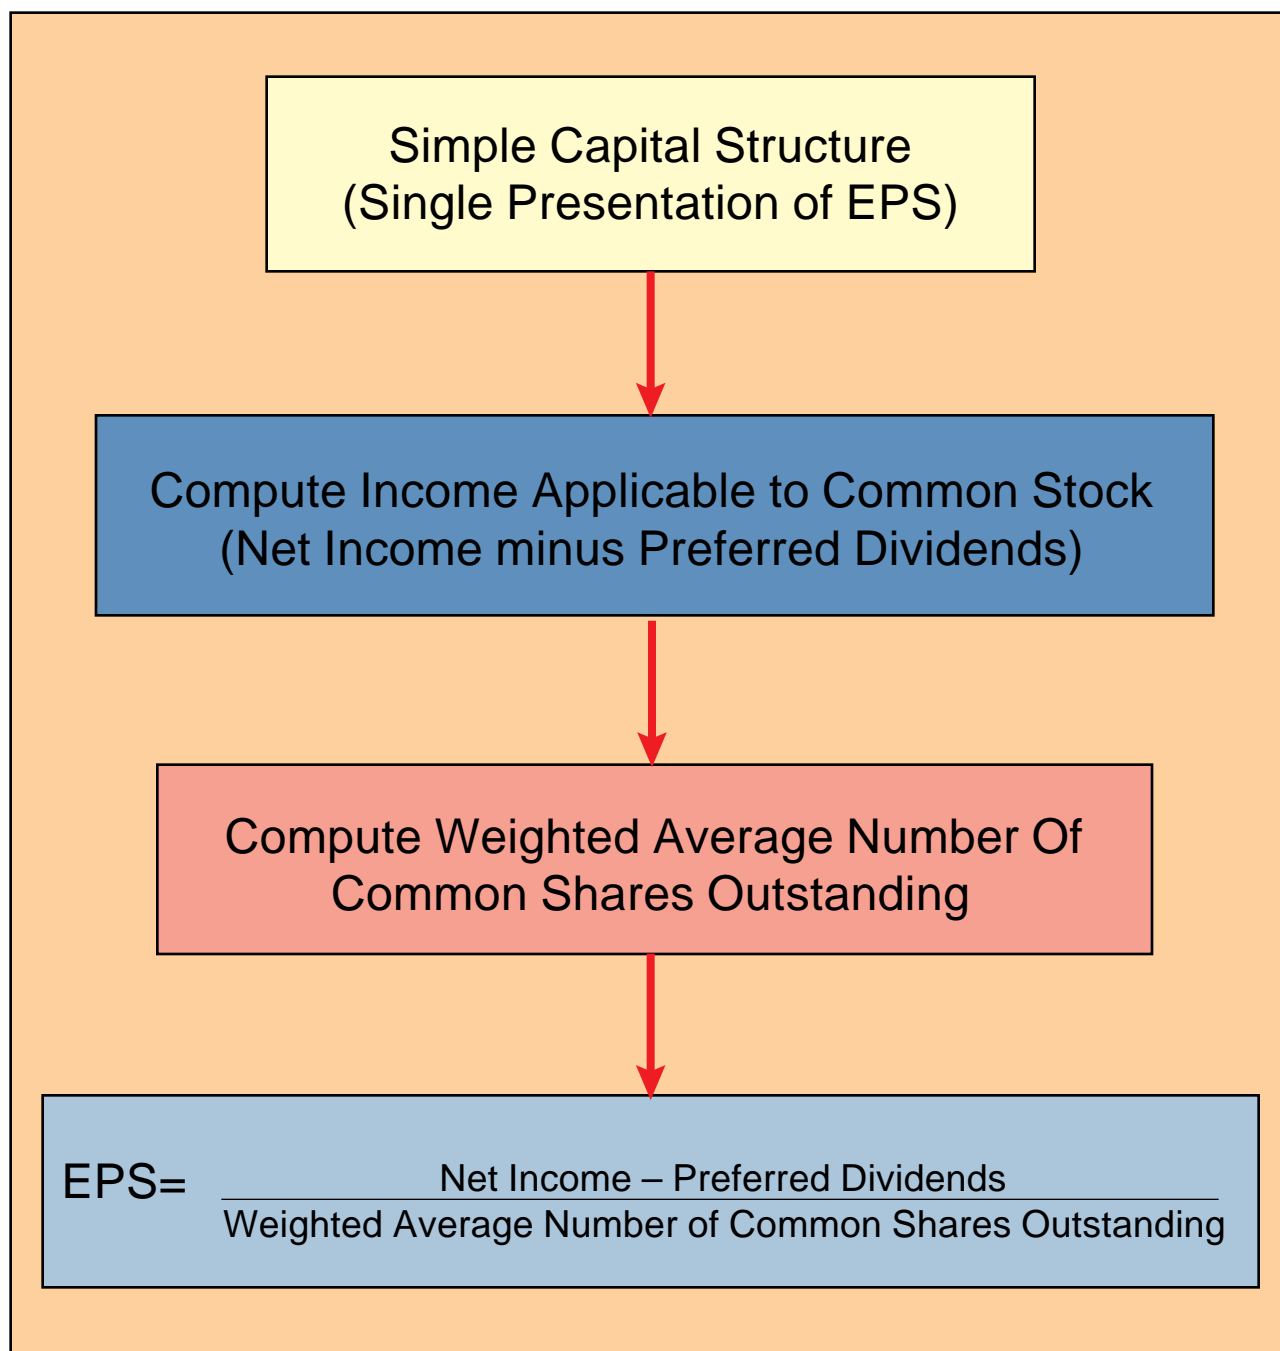 Simple Capital Structure
(Single Presentation of EPS)
Compute Income Applicable to Common Stock
(Net Income minus Preferred Dividends)
Compute Weighted Average Number Of
Common Shares Outstanding
EPS=
Net Income – Preferred Dividends
Weighted Average Number of Common Shares Outstanding